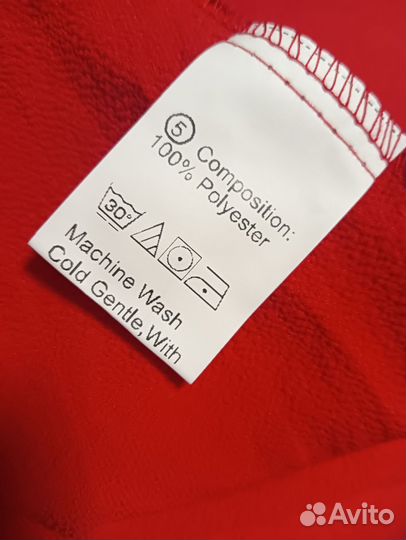 5 Composition:
100% Polyester
30°
Machine Wash
Cold Gentle, With
Avito